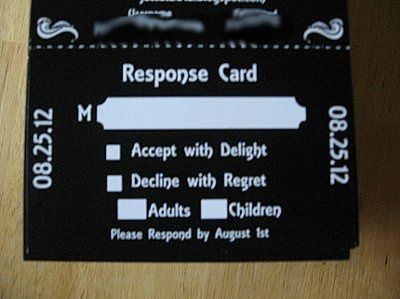 Username
Response Card
M
08.25.12
Accept with Delight
Decline with Regret
Adults Children
Please Respond by August 1st
08.25.12